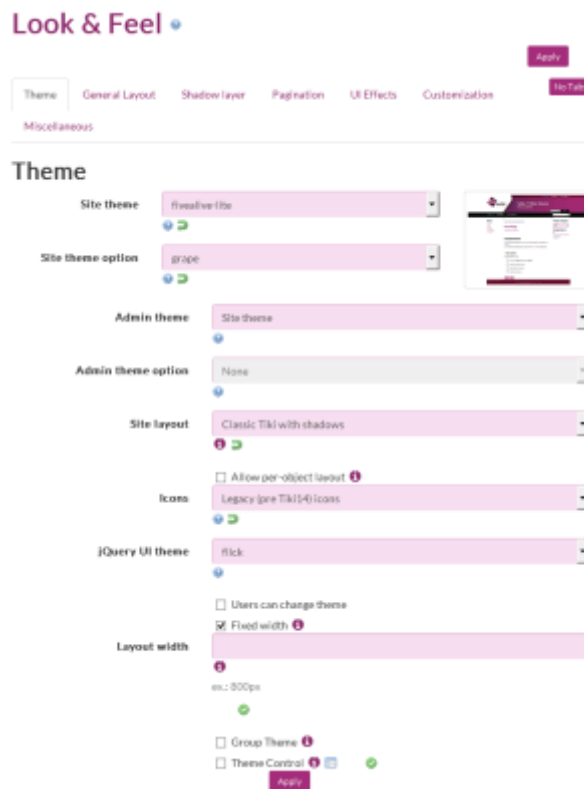 Look & Feel
Apply
No Tabs
Theme General Layout Shadow layer Pagination UI Effects Customization
Miscellaneous
Theme
Site theme fivealive-lite
Site theme option grape
Admin theme Site theme
Admin theme option None
Site layout Classic Tiki with shadows
Allow per-object layout
Icons Legacy (pre Tiki14) icons
jQuery UI theme flick
Users can change theme
Fixed width
Layout width
ex.: 800px
Group Theme
Theme Control
Apply